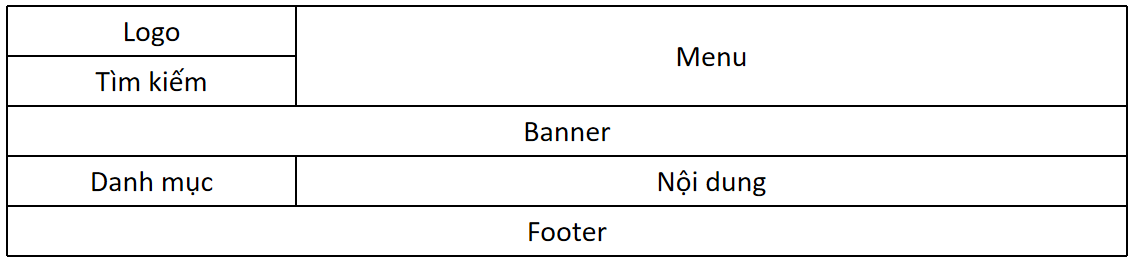 Logo
Menu
Tìm kiếm
Banner
Danh mục
Nội dung
Footer